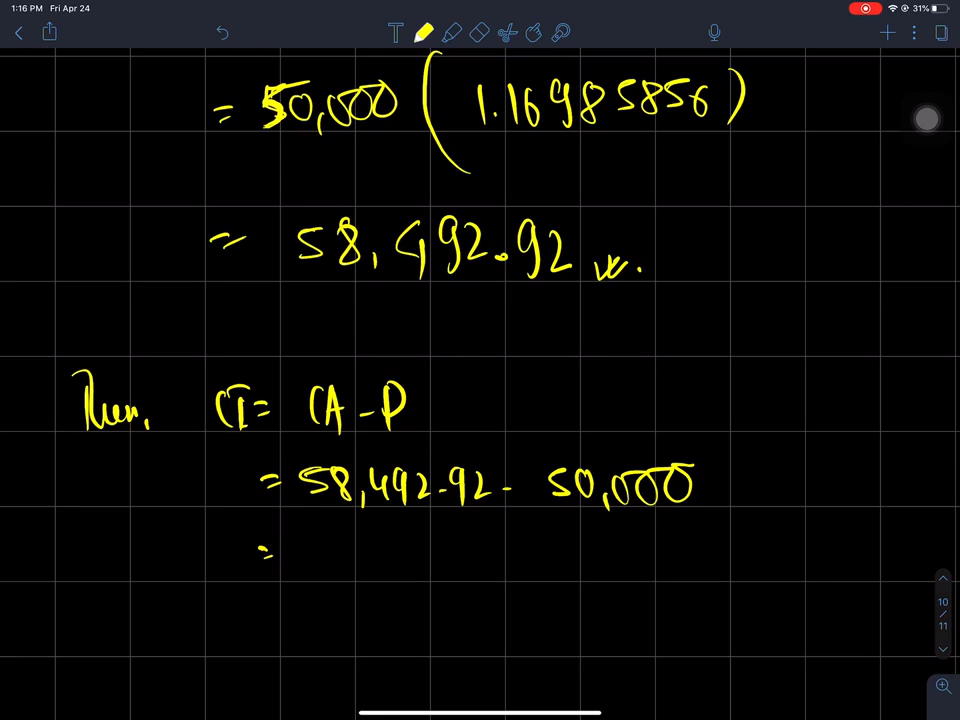 1:16 PM Fri Apr 24 31%
T
= 50,000 ( 1.16985856 )
= 58,492.92
Then, CI = CA - P
= 58,492.92 - 50,000
=
10
/
11